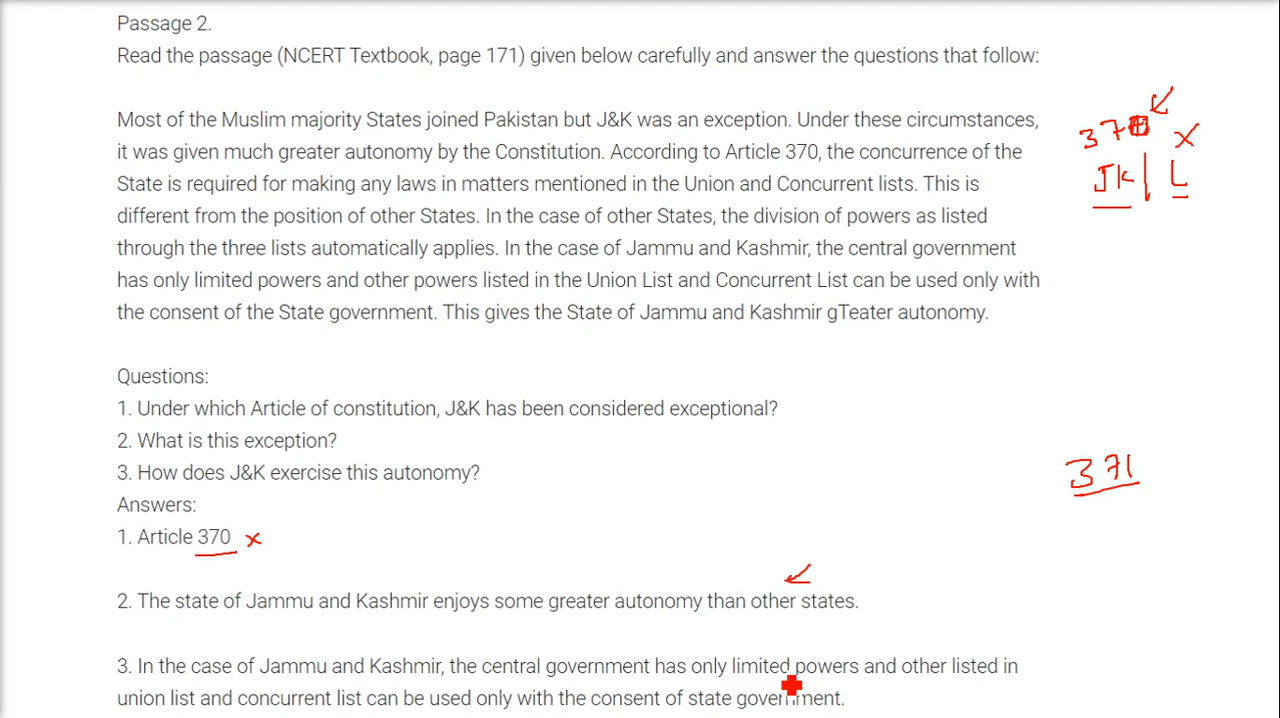 Passage 2.
Read the passage (NCERT Textbook, page 171) given below carefully and answer the questions that follow:
Most of the Muslim majority States joined Pakistan but J&K was an exception. Under these circumstances,
it was given much greater autonomy by the Constitution. According to Article 370, the concurrence of the
State is required for making any laws in matters mentioned in the Union and Concurrent lists. This is
different from the position of other States. In the case of other States, the division of powers as listed
through the three lists automatically applies. In the case of Jammu and Kashmir, the central government
has only limited powers and other powers listed in the Union List and Concurrent List can be used only with
the consent of the State government. This gives the State of Jammu and Kashmir gTeater autonomy.
37
JK | L
Questions:
1. Under which Article of constitution, J&K has been considered exceptional?
2. What is this exception?
3. How does J&K exercise this autonomy?
371
Answers:
1. Article 370 x
2. The state of Jammu and Kashmir enjoys some greater autonomy than other states.
3. In the case of Jammu and Kashmir, the central government has only limited powers and other listed in
union list and concurrent list can be used only with the consent of state government.